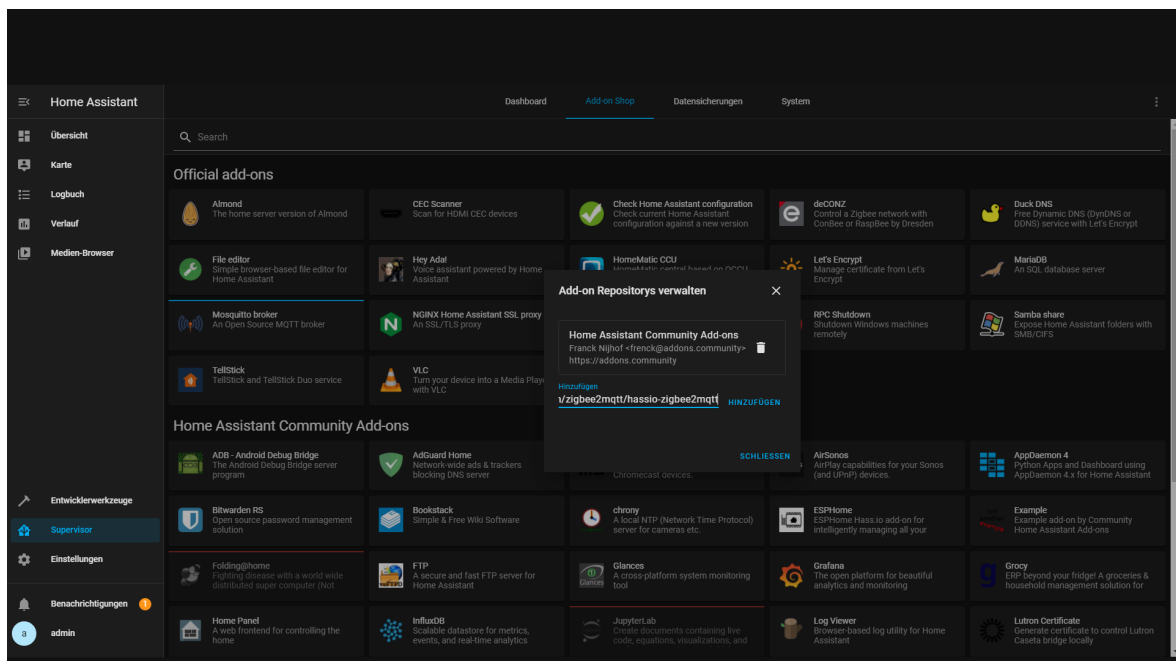 Home Assistant
Dashboard
Add-on Shop
Datensicherungen
System
Übersicht
Karte
Logbuch
Verlauf
Medien-Browser
Entwicklerwerkzeuge
Supervisor
Einstellungen
Benachrichtigungen
1
a
admin
Search
Official add-ons
Almond
The home server version of Almond
CEC Scanner
Scan for HDMI CEC devices
Check Home Assistant configuration
Check current Home Assistant
configuration against a new version
deCONZ
Control a Zigbee network with
ConBee or RaspBee by Dresden
Duck DNS
Free Dynamic DNS (DynDNS or
DDNS) service with Let's Encrypt
File editor
Simple browser-based file editor for
Home Assistant
Hey Ada!
Voice assistant powered by Home
Assistant
HomeMatic CCU
HomeMatic central based on OCCU
Let's Encrypt
Manage certificate from Let's
Encrypt
MariaDB
An SQL database server
Mosquitto broker
An Open Source MQTT broker
NGINX Home Assistant SSL proxy
An SSL/TLS proxy
RPC Shutdown
Shutdown Windows machines
remotely
Samba share
Expose Home Assistant folders with
SMB/CIFS
TellStick
TellStick and TellStick Duo service
VLC
Turn your device into a Media Play
with VLC
Add-on Repositorys verwalten
Home Assistant Community Add-ons
Franck Nijhof <frenck@addons.community>
https://addons.community
Hinzufügen
/zigbee2mqtt/hassio-zigbee2mqtt
HINZUFÜGEN
SCHLIESSEN
Home Assistant Community Add-ons
ADB - Android Debug Bridge
The Android Debug Bridge server
program
AdGuard Home
Network-wide ads & trackers
blocking DNS server
Chromecast devices.
AirSonos
AirPlay capabilities for your Sonos
(and UPnP) devices.
AppDaemon 4
Python Apps and Dashboard using
AppDaemon 4.x for Home Assistant
Bitwarden RS
Open source password management
solution
Bookstack
Simple & Free Wiki Software
chrony
A local NTP (Network Time Protocol)
server for cameras etc.
ESPHome
ESPHome Hass.io add-on for
intelligently managing all your
Example
Example add-on by Community
Home Assistant Add-ons
Folding@home
Fighting disease with a world wide
distributed super computer (Not
FTP
A secure and fast FTP server for
Home Assistant
Glances
Glances
A cross-platform system monitoring
tool
Grafana
The open platform for beautiful
analytics and monitoring
Grocy
ERP beyond your fridge! A groceries &
household management solution for
Home Panel
A web frontend for controlling the
home
InfluxDB
Scalable datastore for metrics,
events, and real-time analytics
JupyterLab
Create documents containing live
code, equations, visualizations, and
Log Viewer
Browser-based log utility for Home
Assistant
Lutron Certificate
Generate certificate to control Lutron
Caseta bridge locally